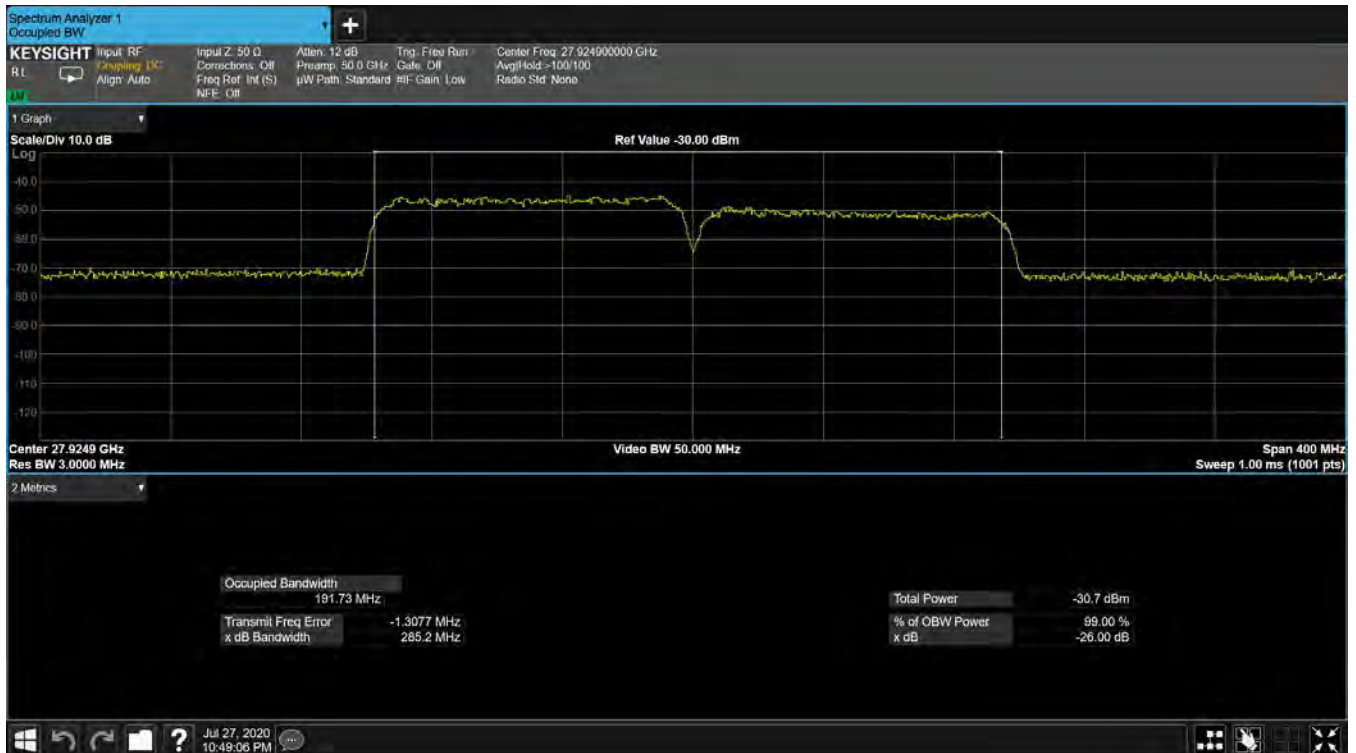 Spectrum Analyzer 1
Occupied BW
KEYSIGHT
RL
Input: RF
Coupling: DC
Align: Auto
Input Z: 50 Ω
Corrections: Off
Freq Ref: Int (S)
NFE: Off
Atten: 12 dB
Preamp: 50.0 GHz
µW Path: Standard
Trig: Free Run
Gate: Off
#IF Gain: Low
Center Freq: 27.924900000 GHz
Avg|Hold:>100/100
Radio Std: None
1 Graph
Scale/Div 10.0 dB
Ref Value -30.00 dBm
Log
-40.0
-50.0
-70.0
-80.0
-90.0
-100
-110
-120
Center 27.9249 GHz
Video BW 50.000 MHz
Span 400 MHz
Res BW 3.0000 MHz
Sweep 1.00 ms (1001 pts)
2 Metrics
Occupied Bandwidth
191.73 MHz
Transmit Freq Error -1.3077 MHz
x dB Bandwidth 285.2 MHz
Total Power -30.7 dBm
% of OBW Power 99.00 %
x dB -26.00 dB
?
Jul 27, 2020
10:49:06 PM